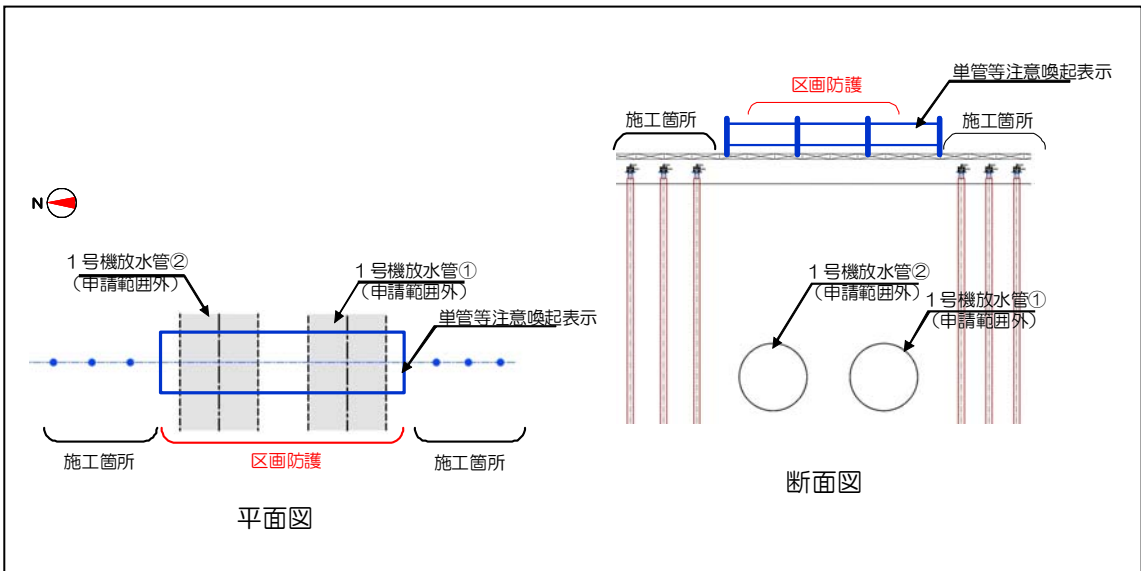 N
1号機放水管②
（申請範囲外）
1号機放水管①
（申請範囲外）
単管等注意喚起表示
施工箇所
区画防護
施工箇所
平面図
単管等注意喚起表示
区画防護
施工箇所
施工箇所
1号機放水管②
（申請範囲外）
1号機放水管①
（申請範囲外）
断面図